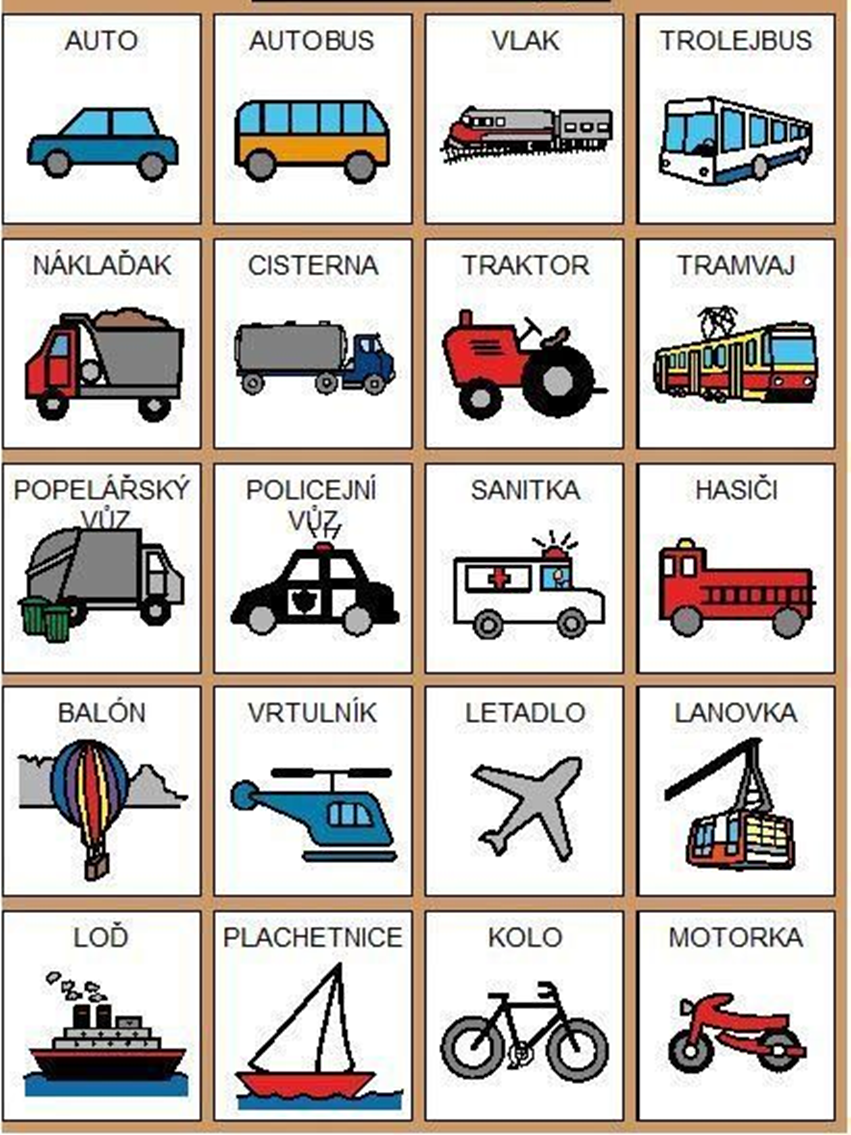 AUTO
AUTOBUS
VLAK
TROLEJBUS
NÁKLAĎAK
CISTERNA
TRAKTOR
TRAMVAJ
POPELÁŘSKÝ
VŮZ
POLICEJNÍ
VŮZ
SANITKA
HASIČI
BALÓN
VRTULNÍK
LETADLO
LANOVKA
LOĎ
PLACHETNICE
KOLO
MOTORKA